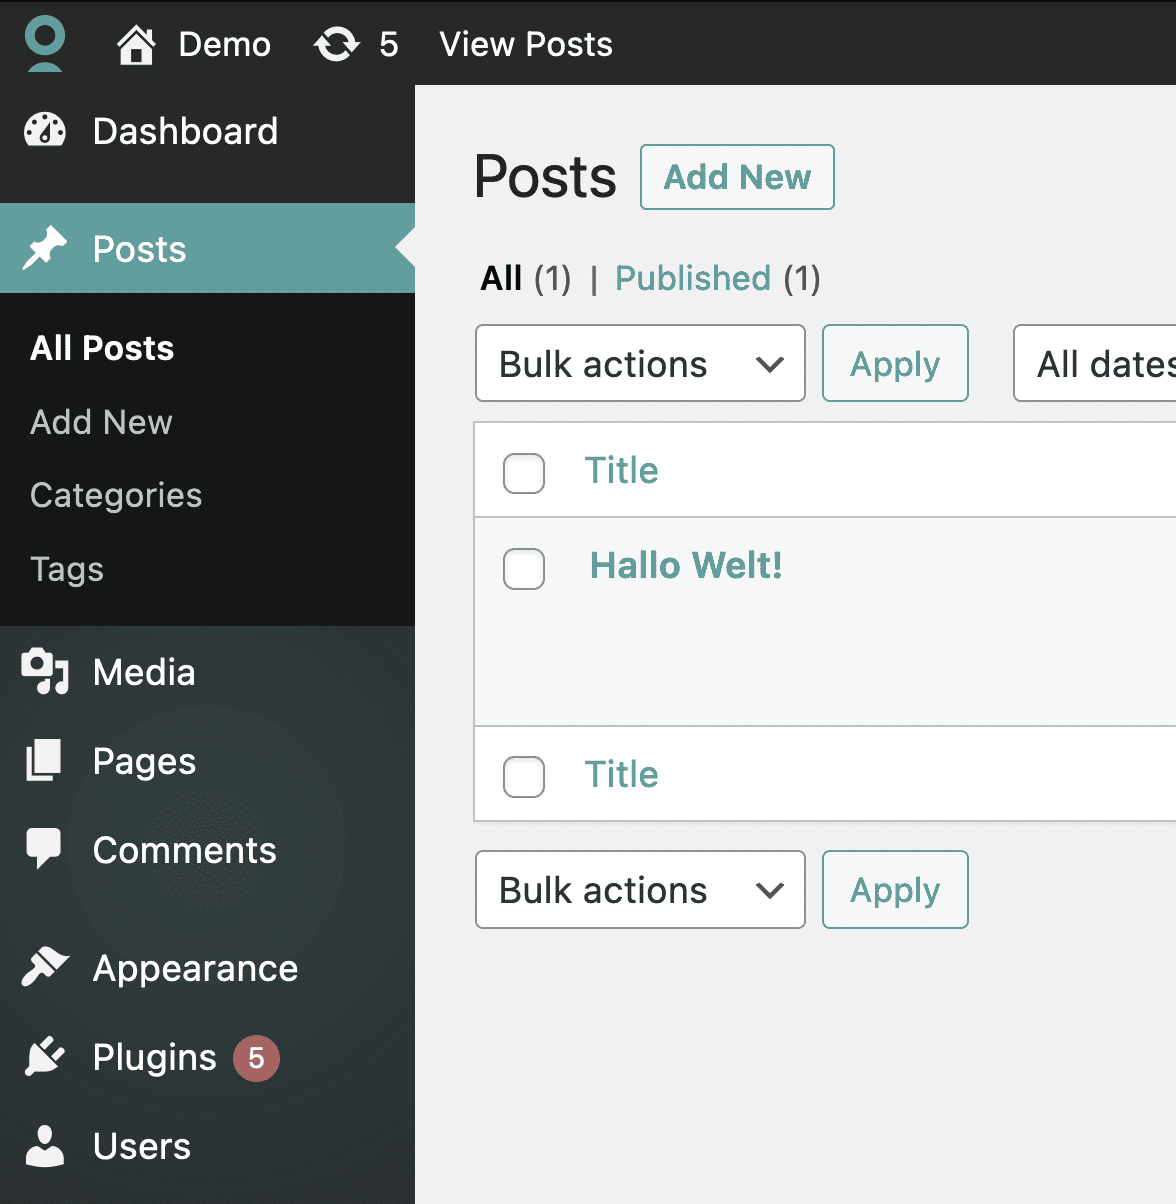 Demo 5 View Posts
Dashboard
Posts
All Posts
Add New
Categories
Tags
Media
Pages
Comments
Appearance
Plugins 5
Users
Posts Add New
All (1) | Published (1)
Bulk actions Apply All dates
Title
Hallo Welt!
Title
Bulk actions Apply